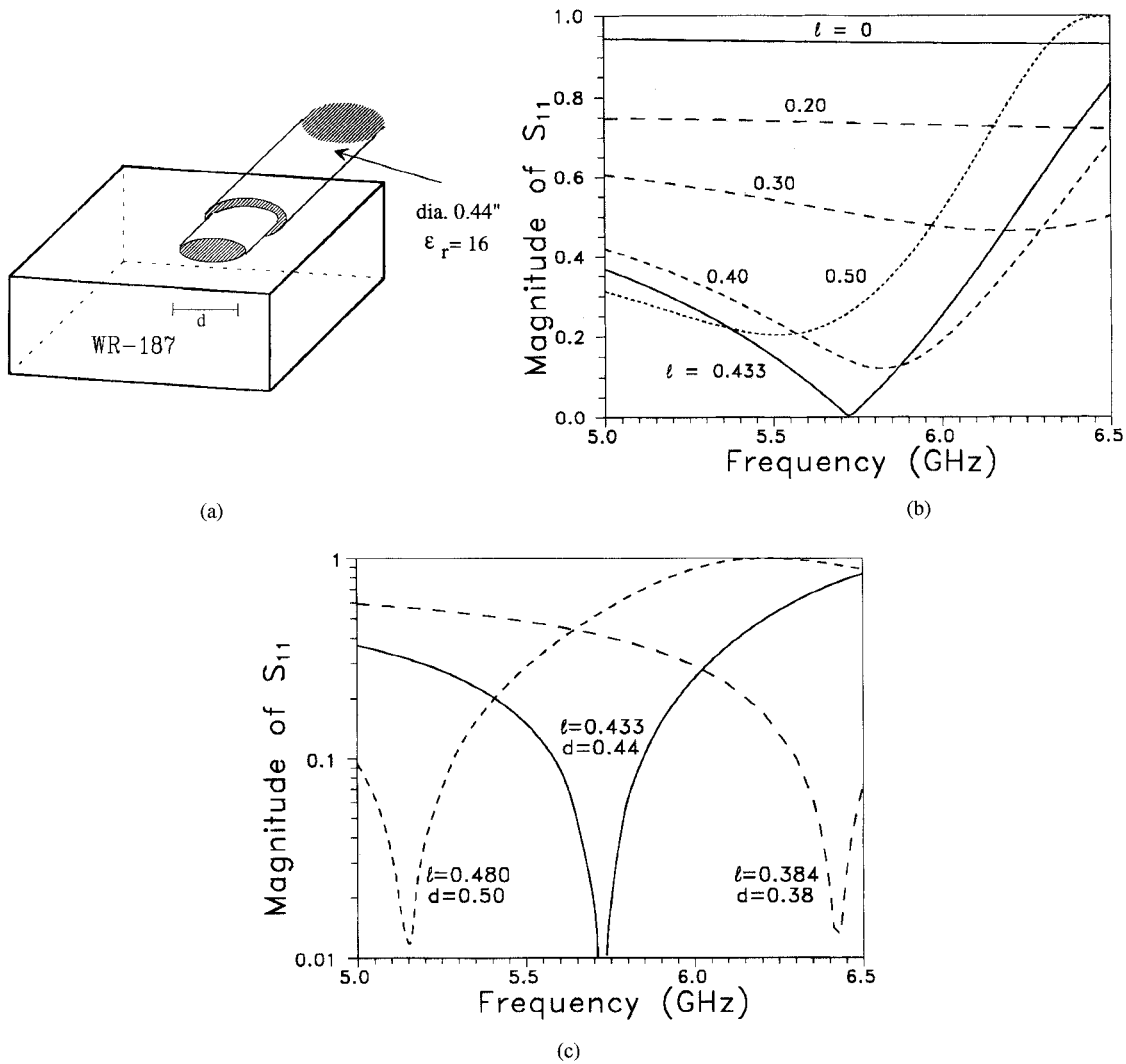 dia. 0.44"
ε r = 16
d
WR-187
(a)
Magnitude of S11
1.0
0.8
0.6
0.4
0.2
0.0
ℓ = 0
0.20
0.30
0.40
0.50
ℓ = 0.433
5.0
5.5
6.0
6.5
Frequency (GHz)
(b)
Magnitude of S11
1
0.1
0.01
ℓ=0.433
d=0.44
ℓ=0.480
d=0.50
ℓ=0.384
d=0.38
5.0
5.5
6.0
6.5
Frequency (GHz)
(c)